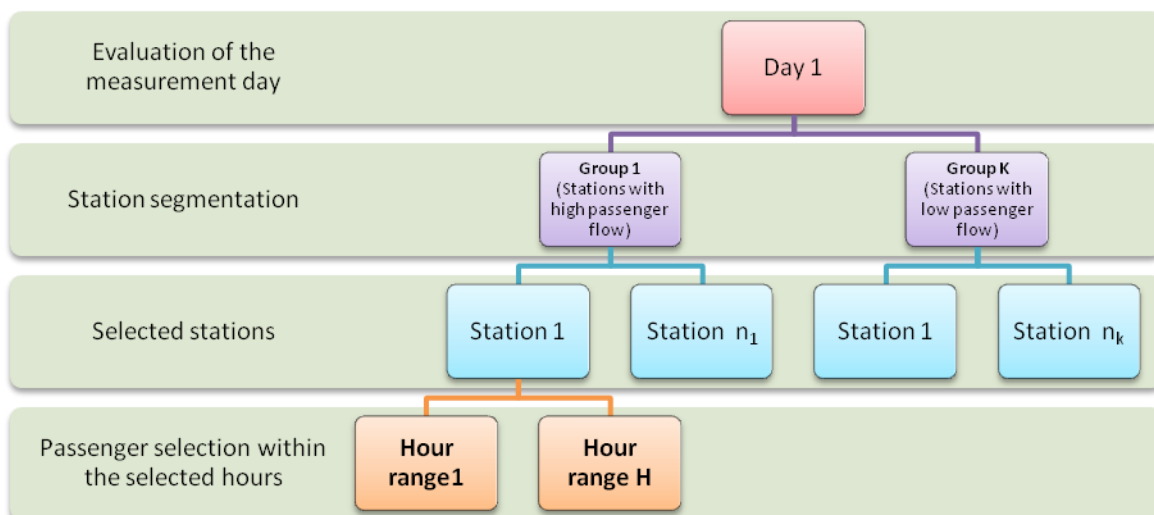 Evaluation of the
measurement day
Day 1
Station segmentation
Group 1
(Stations with
high passenger
flow)
Group K
(Stations with
low passenger
flow)
Selected stations
Station 1
Station n₁
Station 1
Station nₖ
Passenger selection within
the selected hours
Hour
range1
Hour
range H